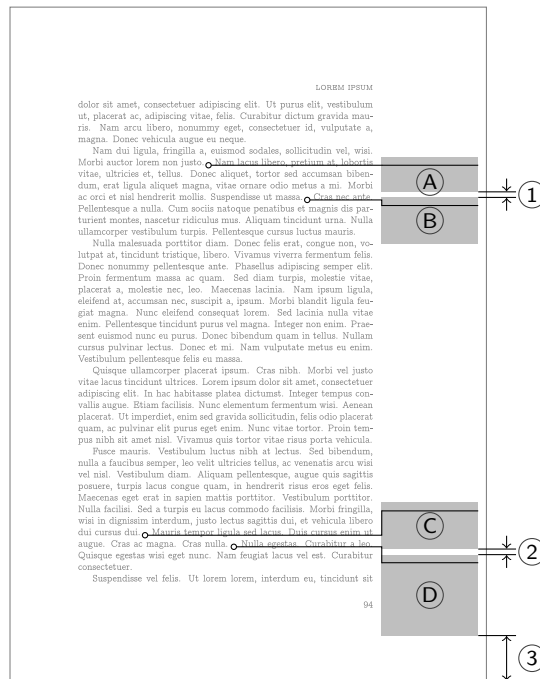 LOREM IPSUM
dolor sit amet, consectetuer adipiscing elit. Ut purus elit, vestibulum
ut, placerat ac, adipiscing vitae, felis. Curabitur dictum gravida mau-
ris. Nam arcu libero, nonummy eget, consectetuer id, vulputate a,
magna. Donec vehicula augue eu neque.
Nam dui ligula, fringilla a, euismod sodales, sollicitudin vel, wisi.
Morbi auctor lorem non justo. Nam lacus libero, pretium at, lobortis
vitae, ultricies et, tellus. Donec aliquet, tortor sed accumsan biben-
dum, erat ligula aliquet magna, vitae ornare odio metus a mi. Morbi
ac orci et nisl hendrerit mollis. Suspendisse ut massa. Cras nec ante.
Pellentesque a nulla. Cum sociis natoque penatibus et magnis dis par-
turient montes, nascetur ridiculus mus. Aliquam tincidunt urna. Nulla
ullamcorper vestibulum turpis. Pellentesque cursus luctus mauris.
Nulla malesuada porttitor diam. Donec felis erat, congue non, vo-
lutpat at, tincidunt tristique, libero. Vivamus viverra fermentum felis.
Donec nonummy pellentesque ante. Phasellus adipiscing semper elit.
Proin fermentum massa ac quam. Sed diam turpis, molestie vitae,
placerat a, molestie nec, leo. Maecenas lacinia. Nam ipsum ligula,
eleifend at, accumsan nec, suscipit a, ipsum. Morbi blandit ligula feu-
giat magna. Nunc eleifend consequat lorem. Sed lacinia nulla vitae
enim. Pellentesque tincidunt purus vel magna. Integer non enim. Prae-
sent euismod nunc eu purus. Donec bibendum quam in tellus. Nullam
cursus pulvinar lectus. Donec et mi. Nam vulputate metus eu enim.
Vestibulum pellentesque felis eu massa.
Quisque ullamcorper placerat ipsum. Cras nibh. Morbi vel justo
vitae lacus tincidunt ultrices. Lorem ipsum dolor sit amet, consectetuer
adipiscing elit. In hac habitasse platea dictumst. Integer tempus con-
vallis augue. Etiam facilisis. Nunc elementum fermentum wisi. Aenean
placerat. Ut imperdiet, enim sed gravida sollicitudin, felis odio placerat
quam, ac pulvinar elit purus eget enim. Nunc vitae tortor. Proin tem-
pus nibh sit amet nisl. Vivamus quis tortor vitae risus porta vehicula.
Fusce mauris. Vestibulum luctus nibh at lectus. Sed bibendum,
nulla a faucibus semper, leo velit ultricies tellus, ac venenatis arcu wisi
vel nisl. Vestibulum diam. Aliquam pellentesque, augue quis sagittis
posuere, turpis lacus congue quam, in hendrerit risus eros eget felis.
Maecenas eget erat in sapien mattis porttitor. Vestibulum porttitor.
Nulla facilisi. Sed a turpis eu lacus commodo facilisis. Morbi fringilla,
wisi in dignissim interdum, justo lectus sagittis dui, et vehicula libero
dui cursus dui. Mauris tempor ligula sed lacus. Duis cursus enim ut
augue. Cras ac magna. Cras nulla. Nulla egestas. Curabitur a leo.
Quisque egestas wisi eget nunc. Nam feugiat lacus vel est. Curabitur
consectetuer.
Suspendisse vel felis. Ut lorem lorem, interdum eu, tincidunt sit
94
A
1
B
C
2
D
3